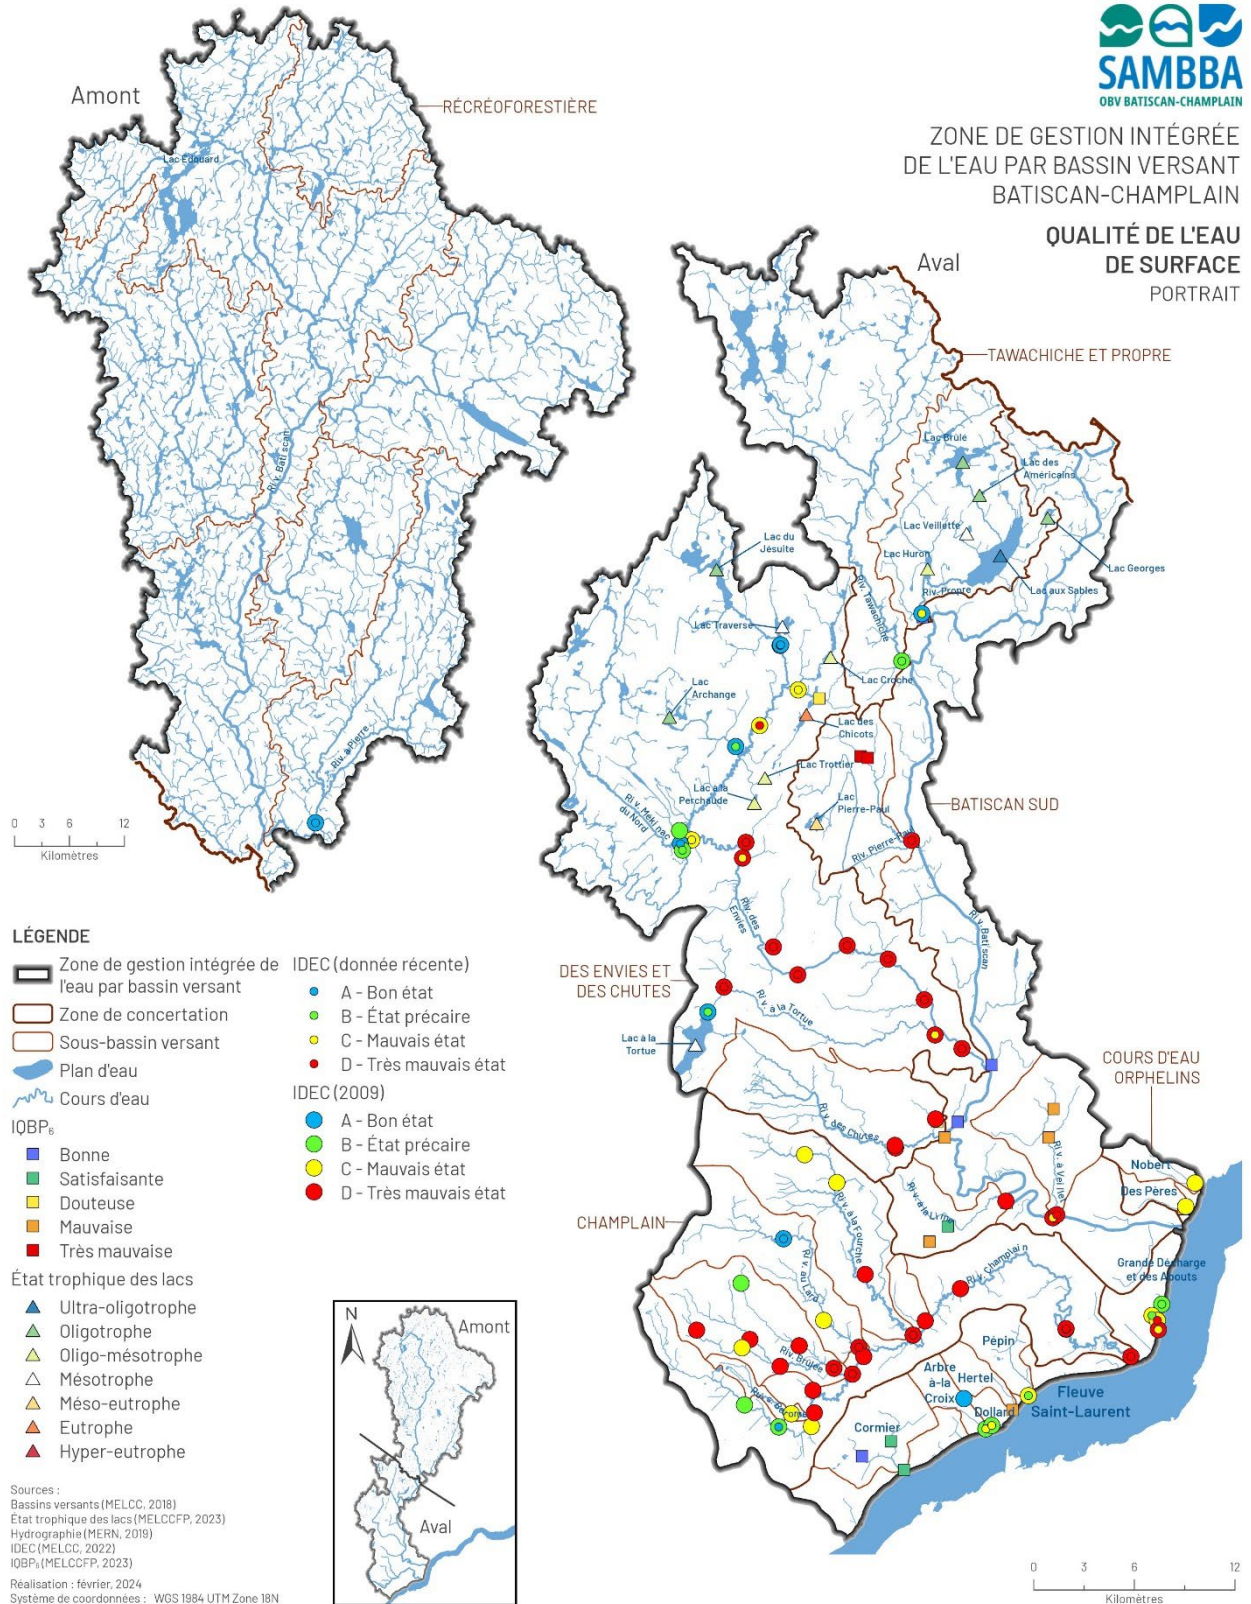 SAMBBA
OBV BATISCAN-CHAMPLAIN
ZONE DE GESTION INTÉGRÉE
DE L'EAU PAR BASSIN VERSANT
BATISCAN-CHAMPLAIN
QUALITÉ DE L'EAU
DE SURFACE
PORTRAIT
Amont
RÉCRÉOFORESTIÈRE
Lac Edouard
Riv. Batiscan
Riv. à Pierre
0 3 6 12
Kilomètres
Aval
TAWACHICHE ET PROPRE
Lac Brûlé
Lac des
Américains
Lac Veillette
Lac Huron
Lac Georges
Lac aux Sables
Riv. Propre
Riv. Tawachiche
Lac du
Jésuite
Lac Traverse
Lac Croche
Lac
Archange
Lac des
Chicots
Lac Trottier
Lac à la
Perchaude
Lac
Pierre-Paul
BATISCAN SUD
Riv. Mékinac
du Nord
Riv. Pierre-Paul
Riv. des
Envies
Riv. Batiscan
DES ENVIES ET
DES CHUTES
Riv. à la Tortue
Lac à la
Tortue
COURS D'EAU
ORPHELINS
Riv. des Chutes
Riv. à Veillet
Nobert
Des Pères
CHAMPLAIN
Riv. à la Fourche
Riv. à la Lime
Riv. au Lard
Riv. Champlain
Grande Décharge
et des Abouts
Riv. Brûlée
Pépin
Arbre
à-la
Croix
Hertel
Dollard
Cormier
Fleuve
Saint-Laurent
LÉGENDE
Zone de gestion intégrée de
l'eau par bassin versant
Zone de concertation
Sous-bassin versant
Plan d'eau
Cours d'eau
IQBP₆
Bonne
Satisfaisante
Douteuse
Mauvaise
Très mauvaise
État trophique des lacs
Ultra-oligotrophe
Oligotrophe
Oligo-mésotrophe
Mésotrophe
Méso-eutrophe
Eutrophe
Hyper-eutrophe
IDEC (donnée récente)
A - Bon état
B - État précaire
C - Mauvais état
D - Très mauvais état
IDEC (2009)
A - Bon état
B - État précaire
C - Mauvais état
D - Très mauvais état
N
Amont
Aval
Sources :
Bassins versants (MELCC, 2018)
État trophique des lacs (MELCCFP, 2023)
Hydrographie (MERN, 2019)
IDEC (MELCC, 2022)
IQBP₆ (MELCCFP, 2023)
Réalisation : février, 2024
Système de coordonnées : WGS 1984 UTM Zone 18N
0 3 6 12
Kilomètres